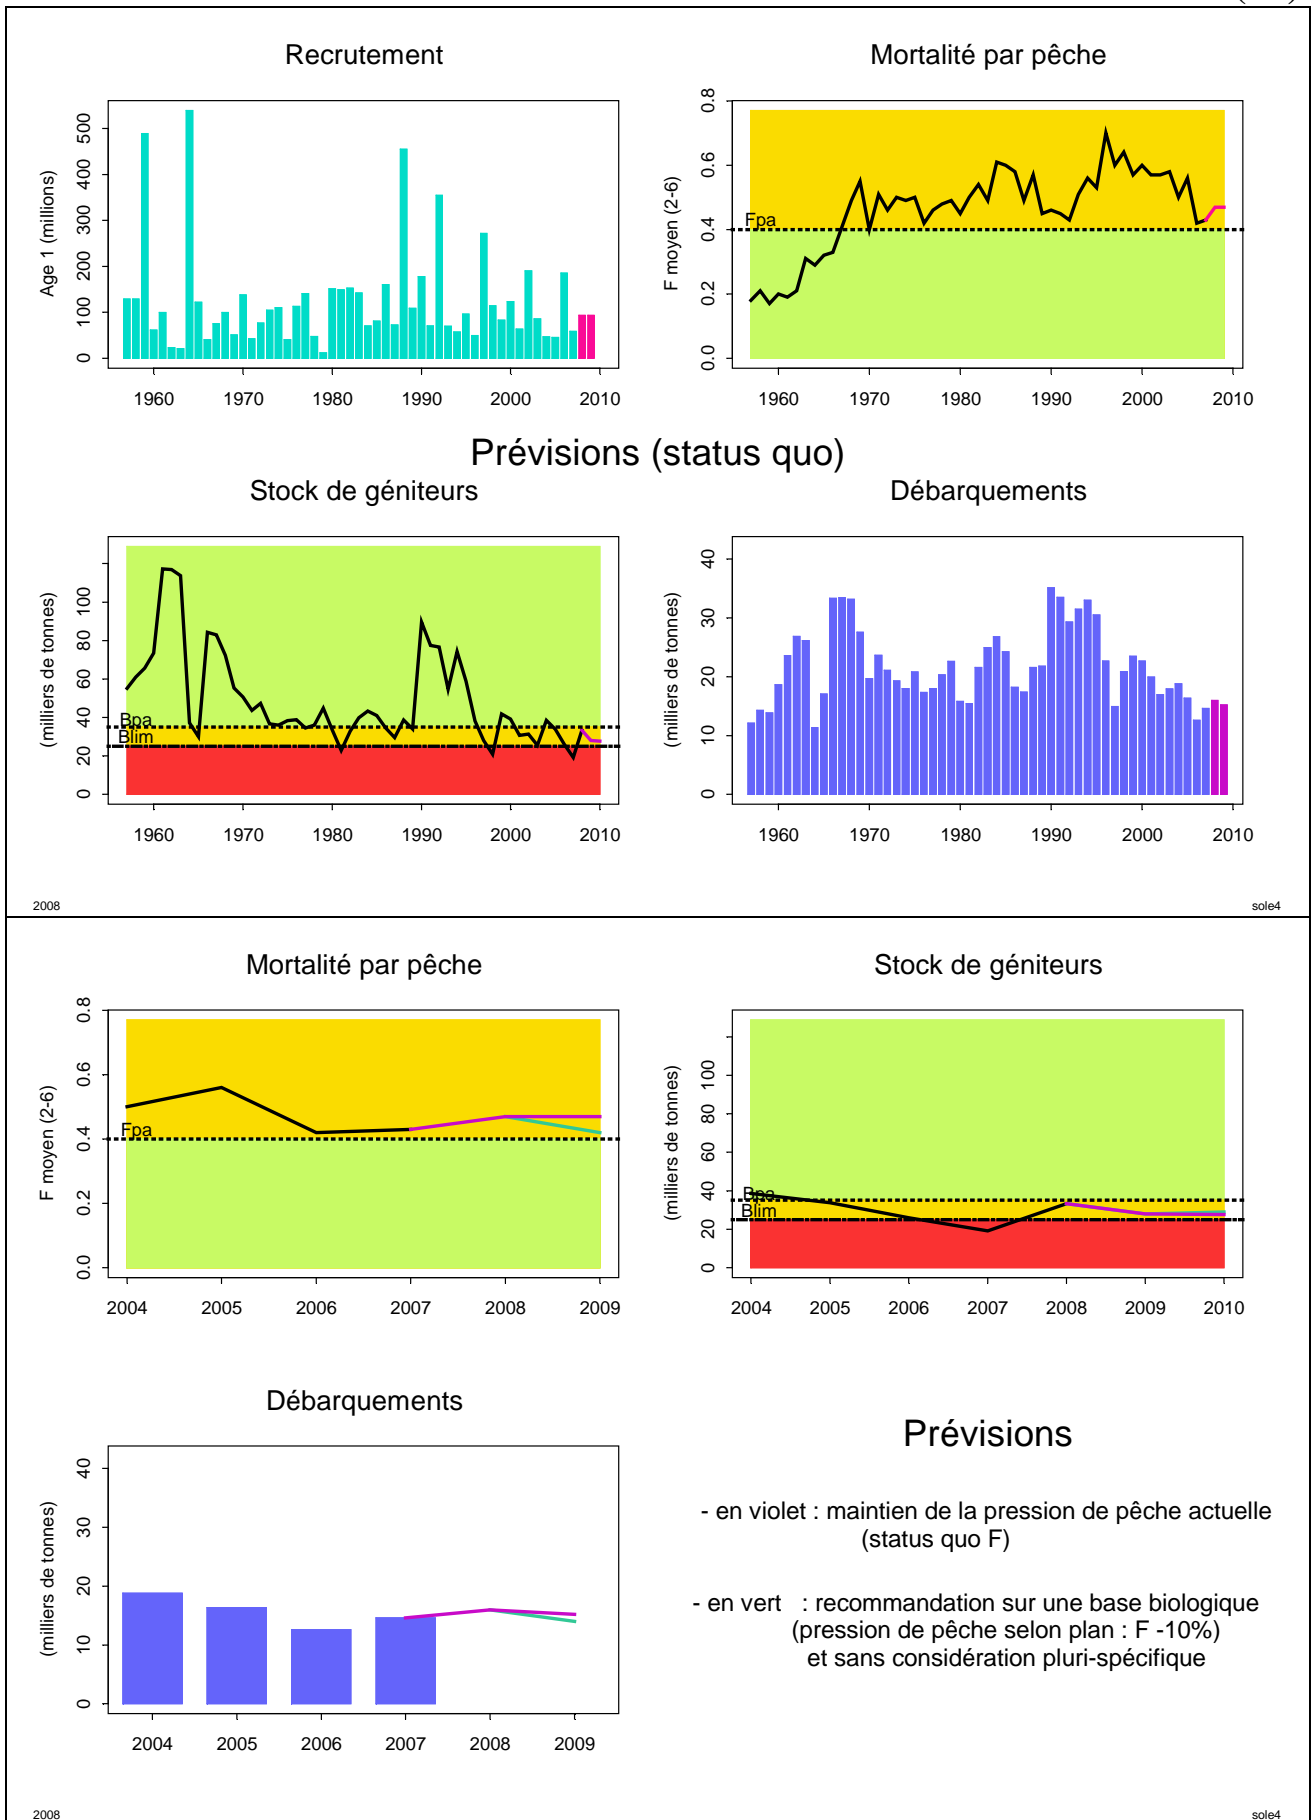 Recrutement
Mortalité par pêche
Age 1 (millions)
0 100 200 300 400 500
1960 1970 1980 1990 2000 2010
F moyen (2-6)
0.0 0.2 0.4 0.6 0.8
Fpa
1960 1970 1980 1990 2000 2010
Prévisions (status quo)
Stock de géniteurs
Débarquements
(milliers de tonnes)
0 20 40 60 80 100
Bpa
Blim
1960 1970 1980 1990 2000 2010
(milliers de tonnes)
0 10 20 30 40
1960 1970 1980 1990 2000 2010
2008
sole4
Mortalité par pêche
Stock de géniteurs
F moyen (2-6)
0.0 0.2 0.4 0.6 0.8
Fpa
2004 2005 2006 2007 2008 2009
(milliers de tonnes)
0 20 40 60 80 100
Bpa
Blim
2004 2005 2006 2007 2008 2009 2010
Débarquements
(milliers de tonnes)
0 10 20 30 40
2004 2005 2006 2007 2008 2009
Prévisions
- en violet : maintien de la pression de pêche actuelle
(status quo F)
- en vert : recommandation sur une base biologique
(pression de pêche selon plan : F -10%)
et sans considération pluri-spécifique
2008
sole4